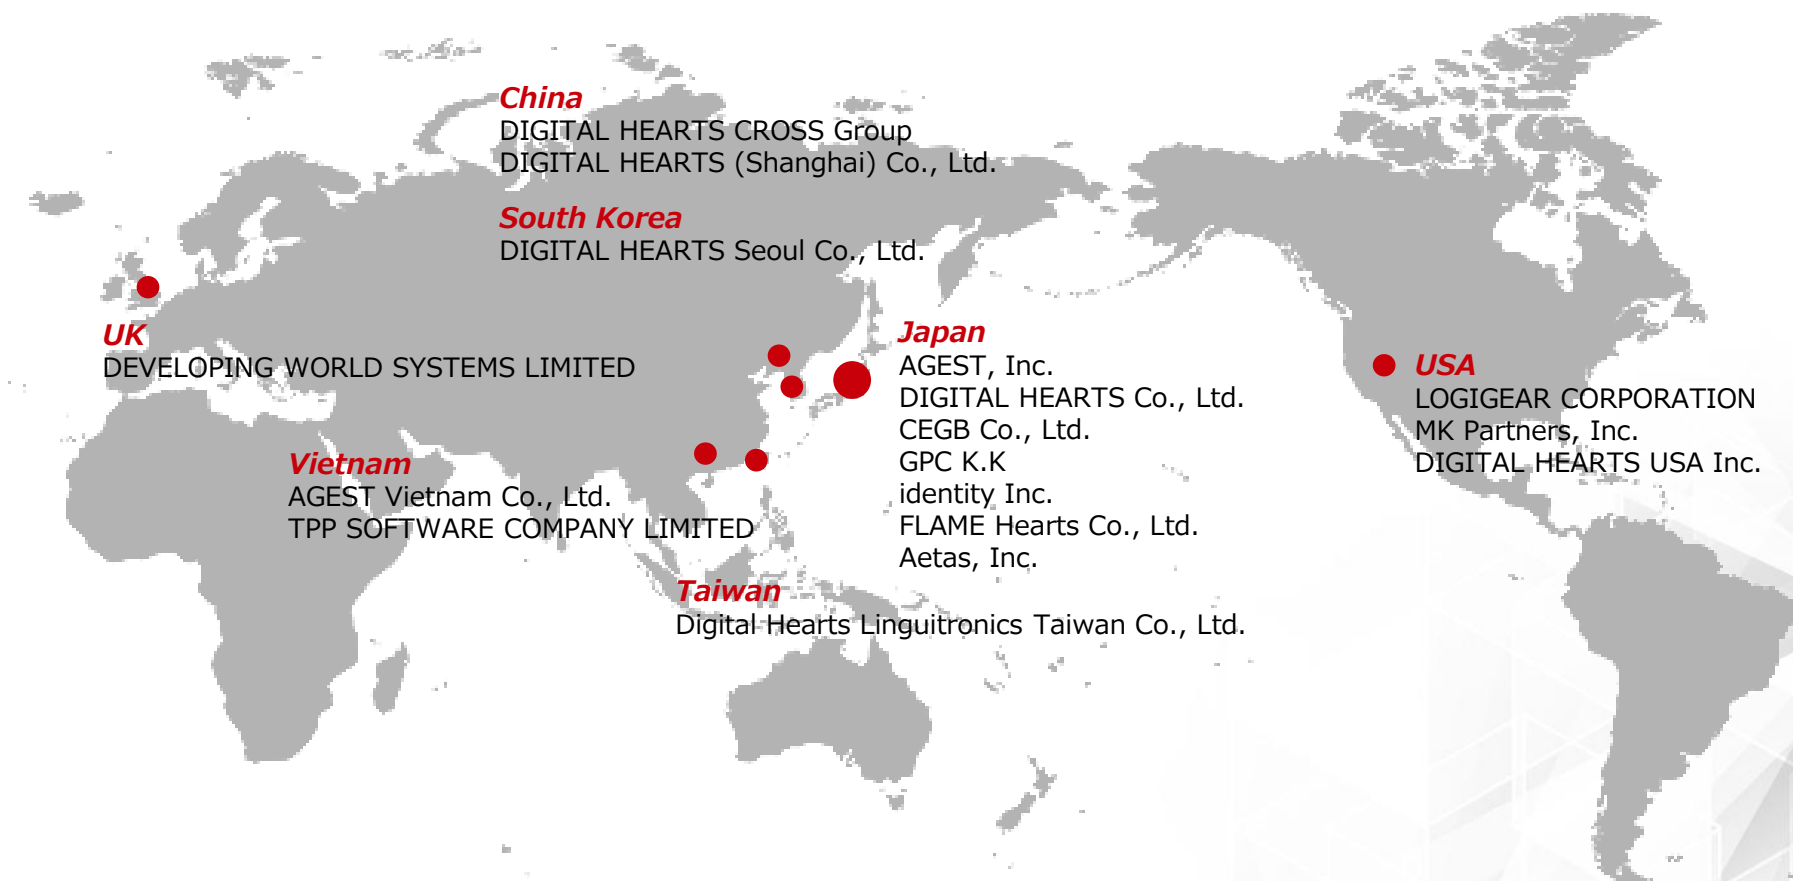 China
DIGITAL HEARTS CROSS Group
DIGITAL HEARTS (Shanghai) Co., Ltd.
South Korea
DIGITAL HEARTS Seoul Co., Ltd.
UK
DEVELOPING WORLD SYSTEMS LIMITED
Japan
AGEST, Inc.
DIGITAL HEARTS Co., Ltd.
CEGB Co., Ltd.
GPC K.K
identity Inc.
FLAME Hearts Co., Ltd.
Aetas, Inc.
USA
LOGIGEAR CORPORATION
MK Partners, Inc.
DIGITAL HEARTS USA Inc.
Vietnam
AGEST Vietnam Co., Ltd.
TPP SOFTWARE COMPANY LIMITED
Taiwan
Digital Hearts Linguitronics Taiwan Co., Ltd.